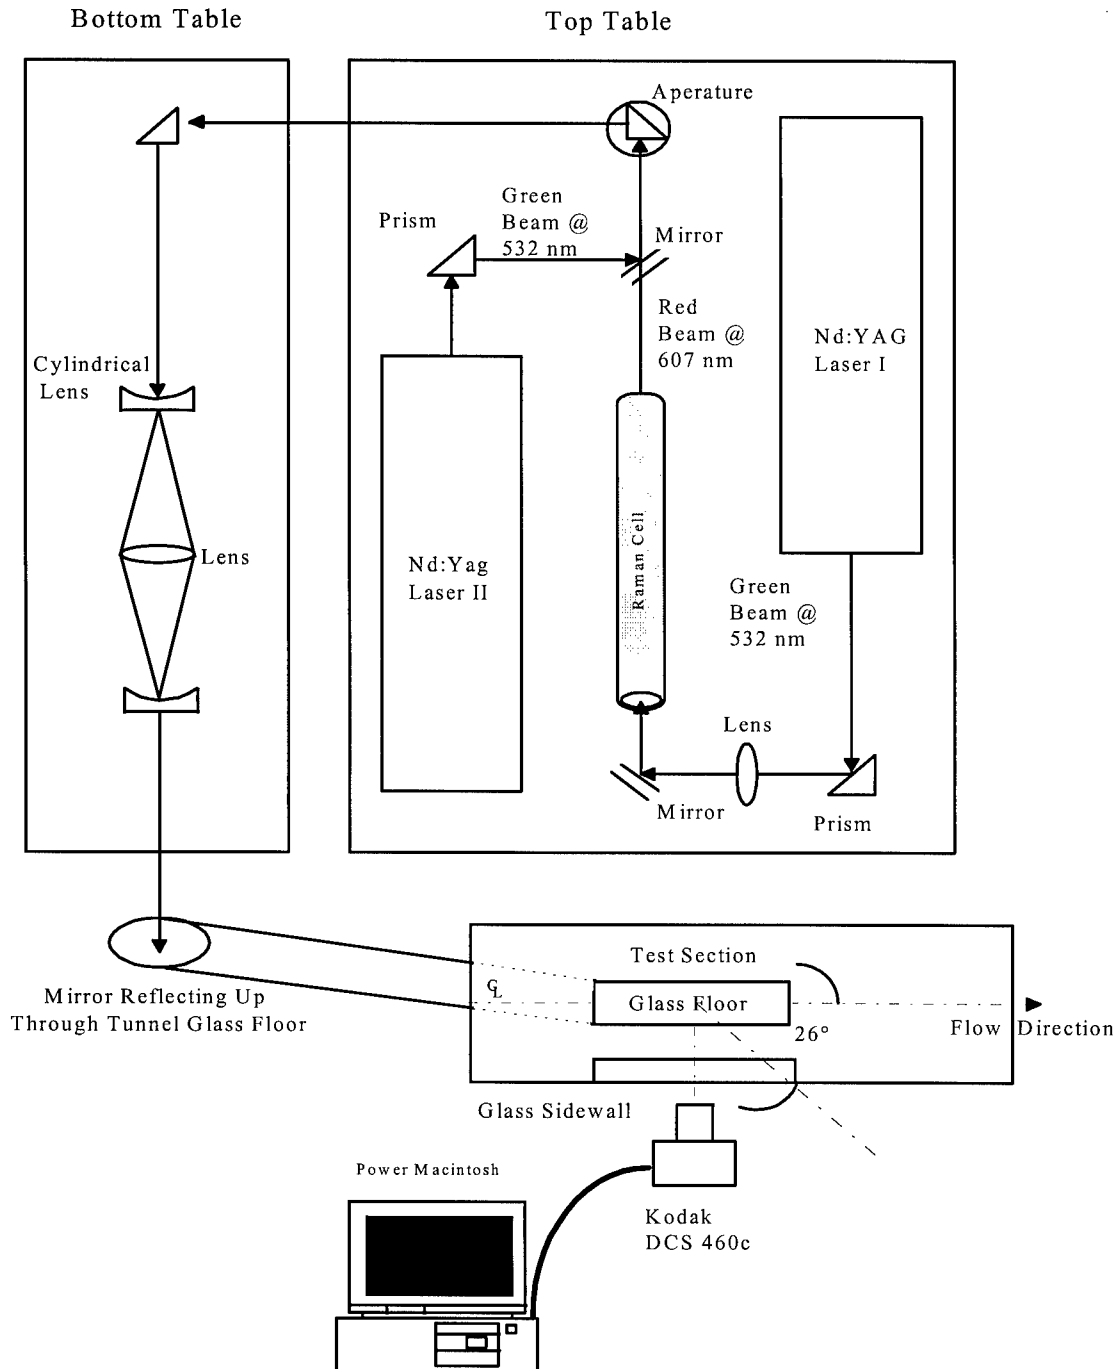 Bottom Table
Top Table
Aperature
Green
Beam @
532 nm
Prism
Mirror
Red
Beam @
607 nm
Nd:YAG
Laser I
Cylindrical
Lens
Lens
Nd:Yag
Laser II
Raman Cell
Green
Beam @
532 nm
Lens
Mirror
Prism
Test Section
℄
Glass Floor
Mirror Reflecting Up
Through Tunnel Glass Floor
26°
Flow Direction
Glass Sidewall
Power Macintosh
Kodak
DCS 460c